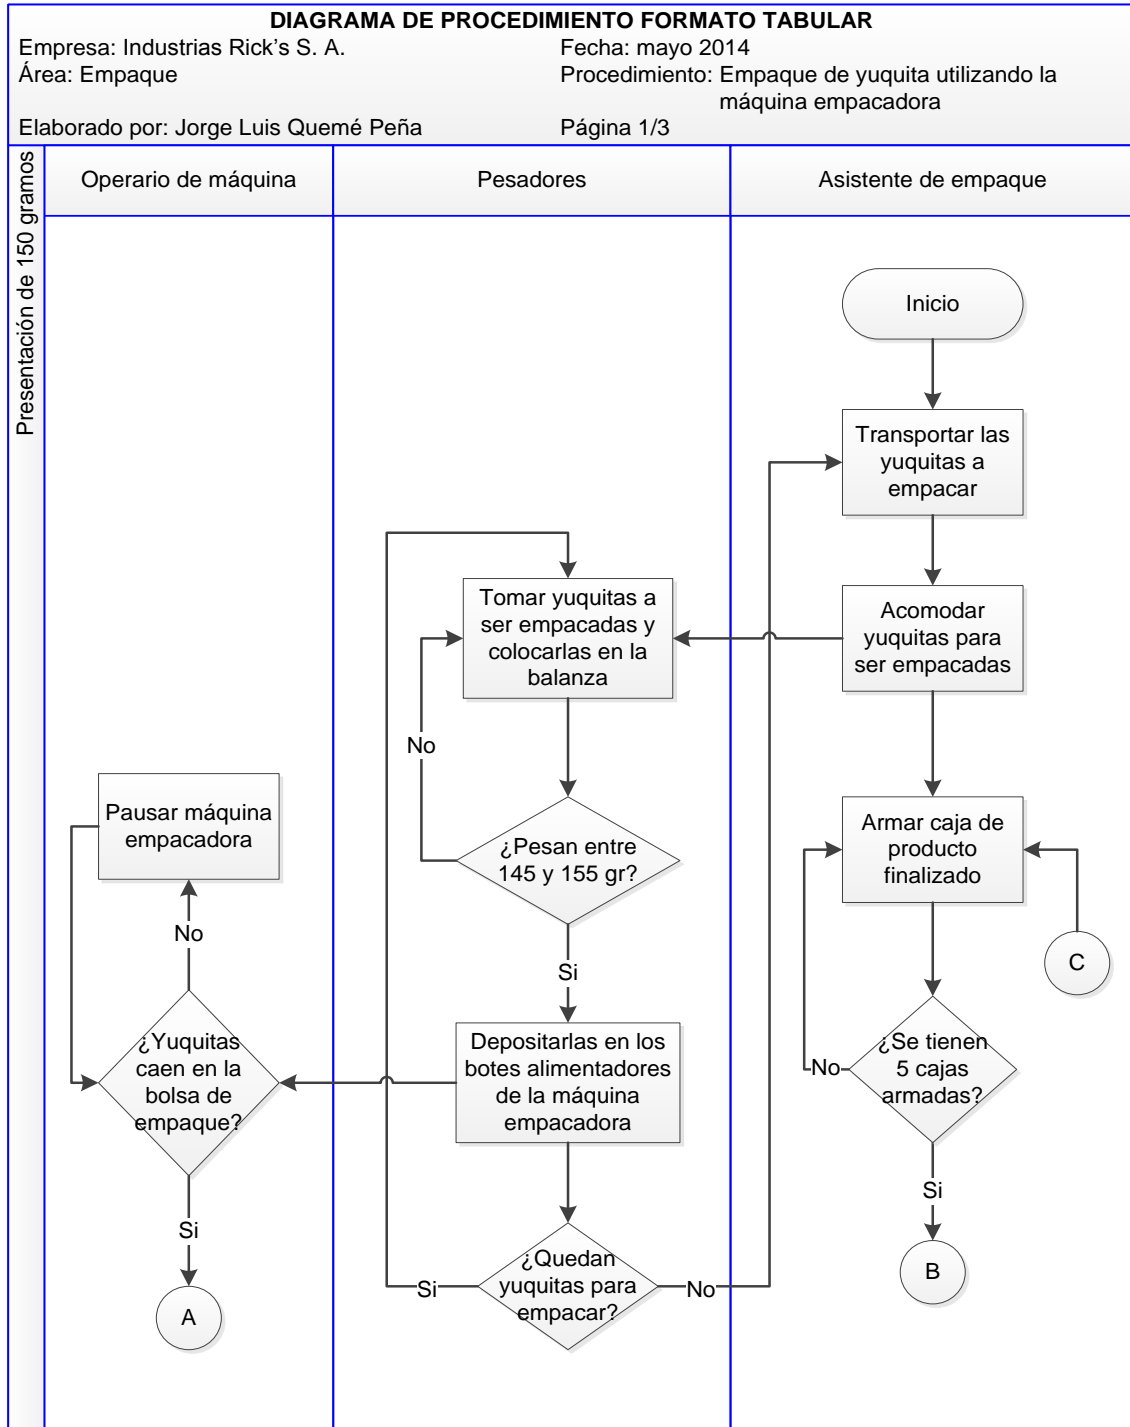 DIAGRAMA DE PROCEDIMIENTO FORMATO TABULAR
Empresa: Industrias Rick's S. A.
Fecha: mayo 2014
Área: Empaque
Procedimiento: Empaque de yuquita utilizando la
máquina empacadora
Elaborado por: Jorge Luis Quemé Peña
Página 1/3
Presentación de 150 gramos
Operario de máquina
Pesadores
Asistente de empaque
Inicio
Transportar las
yuquitas a
empacar
Tomar yuquitas a
ser empacadas y
colocarlas en la
balanza
Acomodar
yuquitas para
ser empacadas
No
Pausar máquina
empacadora
¿Pesan entre
145 y 155 gr?
Armar caja de
producto
finalizado
No
Si
C
¿Yuquitas
caen en la
bolsa de
empaque?
Depositarlas en los
botes alimentadores
de la máquina
empacadora
No
¿Se tienen
5 cajas
armadas?
Si
Si
Si
¿Quedan
yuquitas para
empacar?
No
A
B